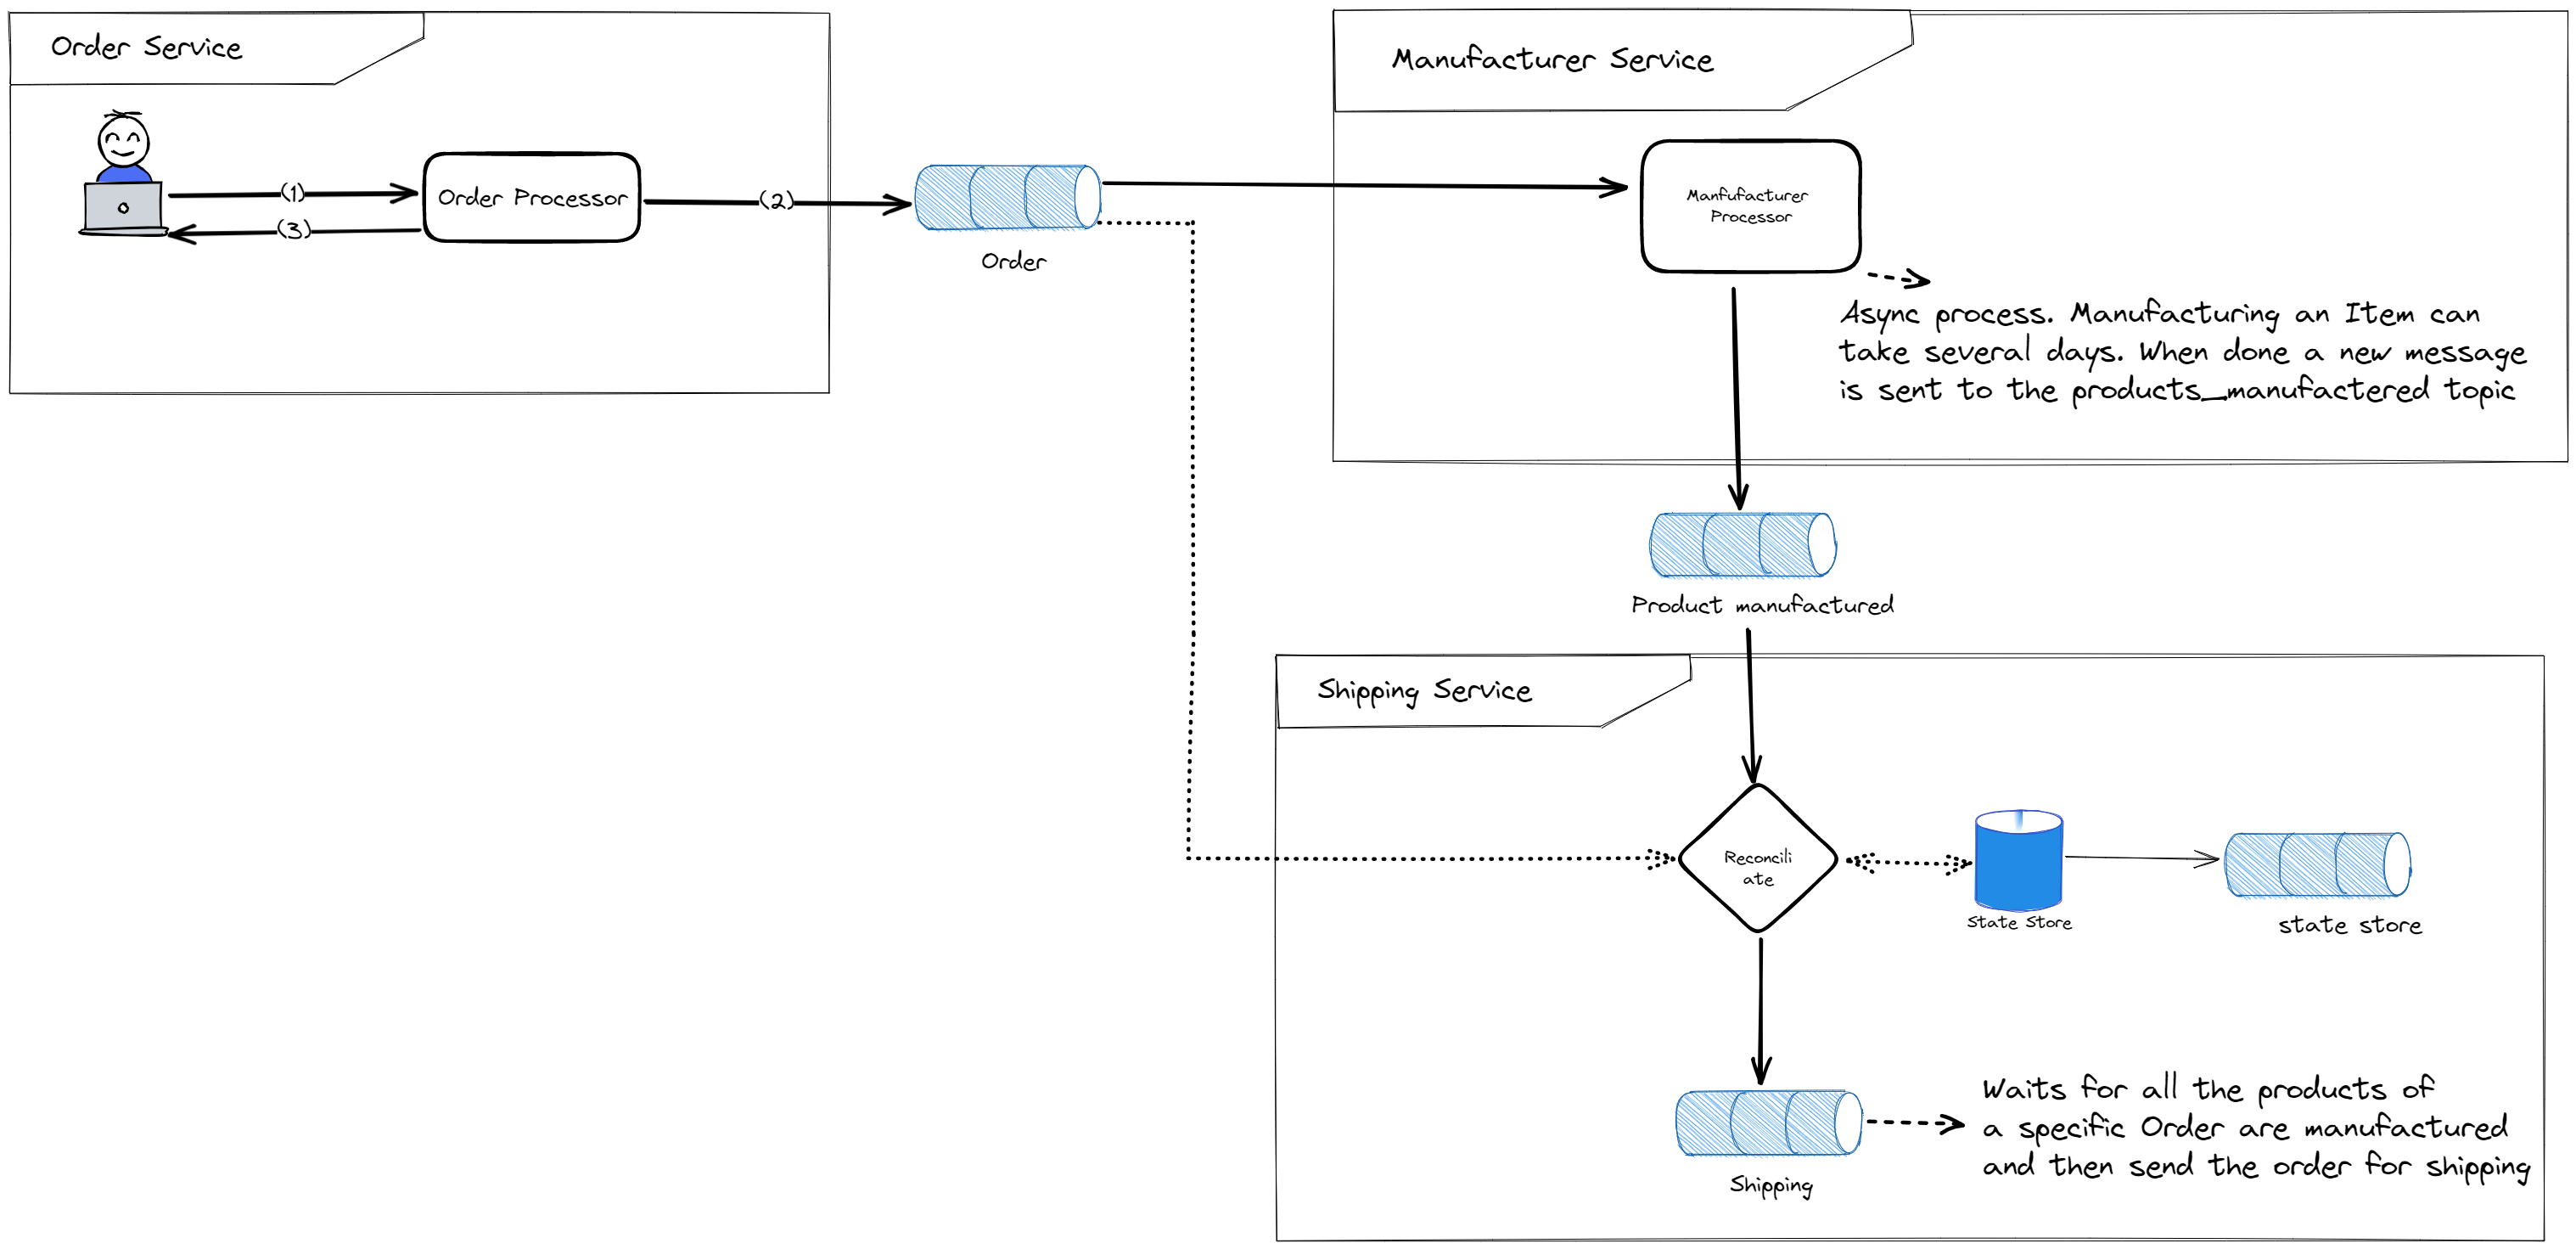 Order Service
(1)
(3)
Order Processor
(2)
Order
Manufacturer Service
Manfufacturer
Processor
Async process. Manufacturing an Item can
take several days. When done a new message
is sent to the products_manufactered topic
Product manufactured
Shipping Service
Reconcili
ate
State Store
state store
Shipping
Waits for all the products of
a specific Order are manufactured
and then send the order for shipping